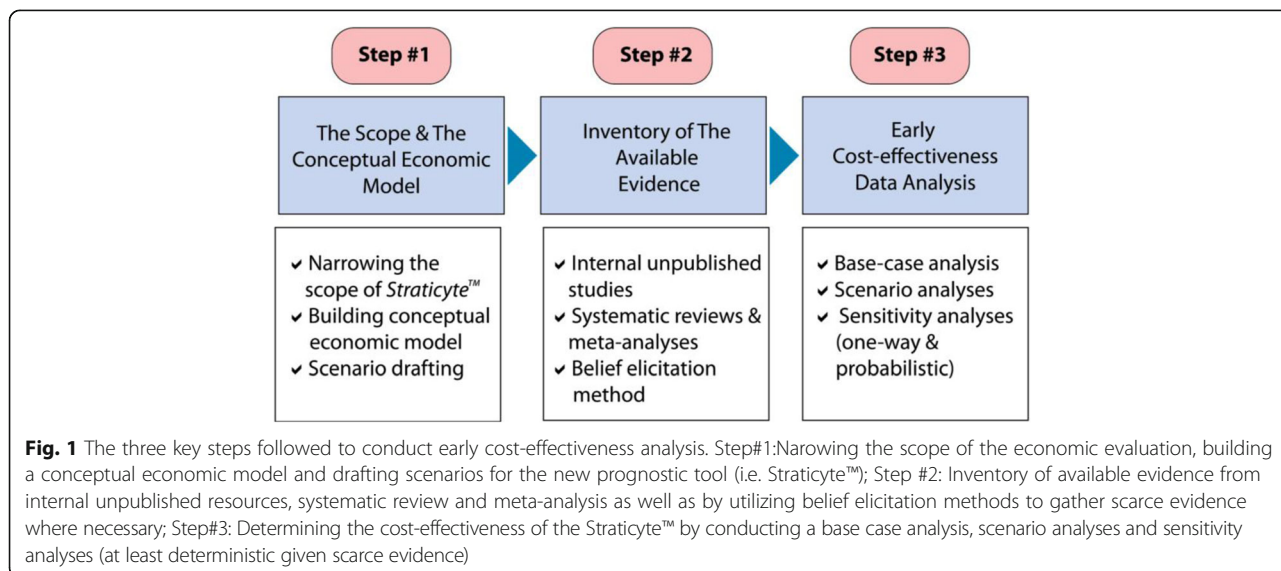 Step #1
Step #2
Step #3
The Scope & The
Conceptual Economic
Model
Inventory of The
Available
Evidence
Early
Cost-effectiveness
Data Analysis
✔ Narrowing the
scope of Straticyte™
✔ Building conceptual
economic model
✔ Scenario drafting
✔ Internal unpublished
studies
✔ Systematic reviews &
meta-analyses
✔ Belief elicitation
method
✔ Base-case analysis
✔ Scenario analyses
✔ Sensitivity analyses
(one-way &
probabilistic)
Fig. 1 The three key steps followed to conduct early cost-effectiveness analysis. Step#1:Narowing the scope of the economic evaluation, building
a conceptual economic model and drafting scenarios for the new prognostic tool (i.e. Straticyte™); Step #2: Inventory of available evidence from
internal unpublished resources, systematic review and meta-analysis as well as by utilizing belief elicitation methods to gather scarce evidence
where necessary; Step#3: Determining the cost-effectiveness of the Straticyte™ by conducting a base case analysis, scenario analyses and sensitivity
analyses (at least deterministic given scarce evidence)